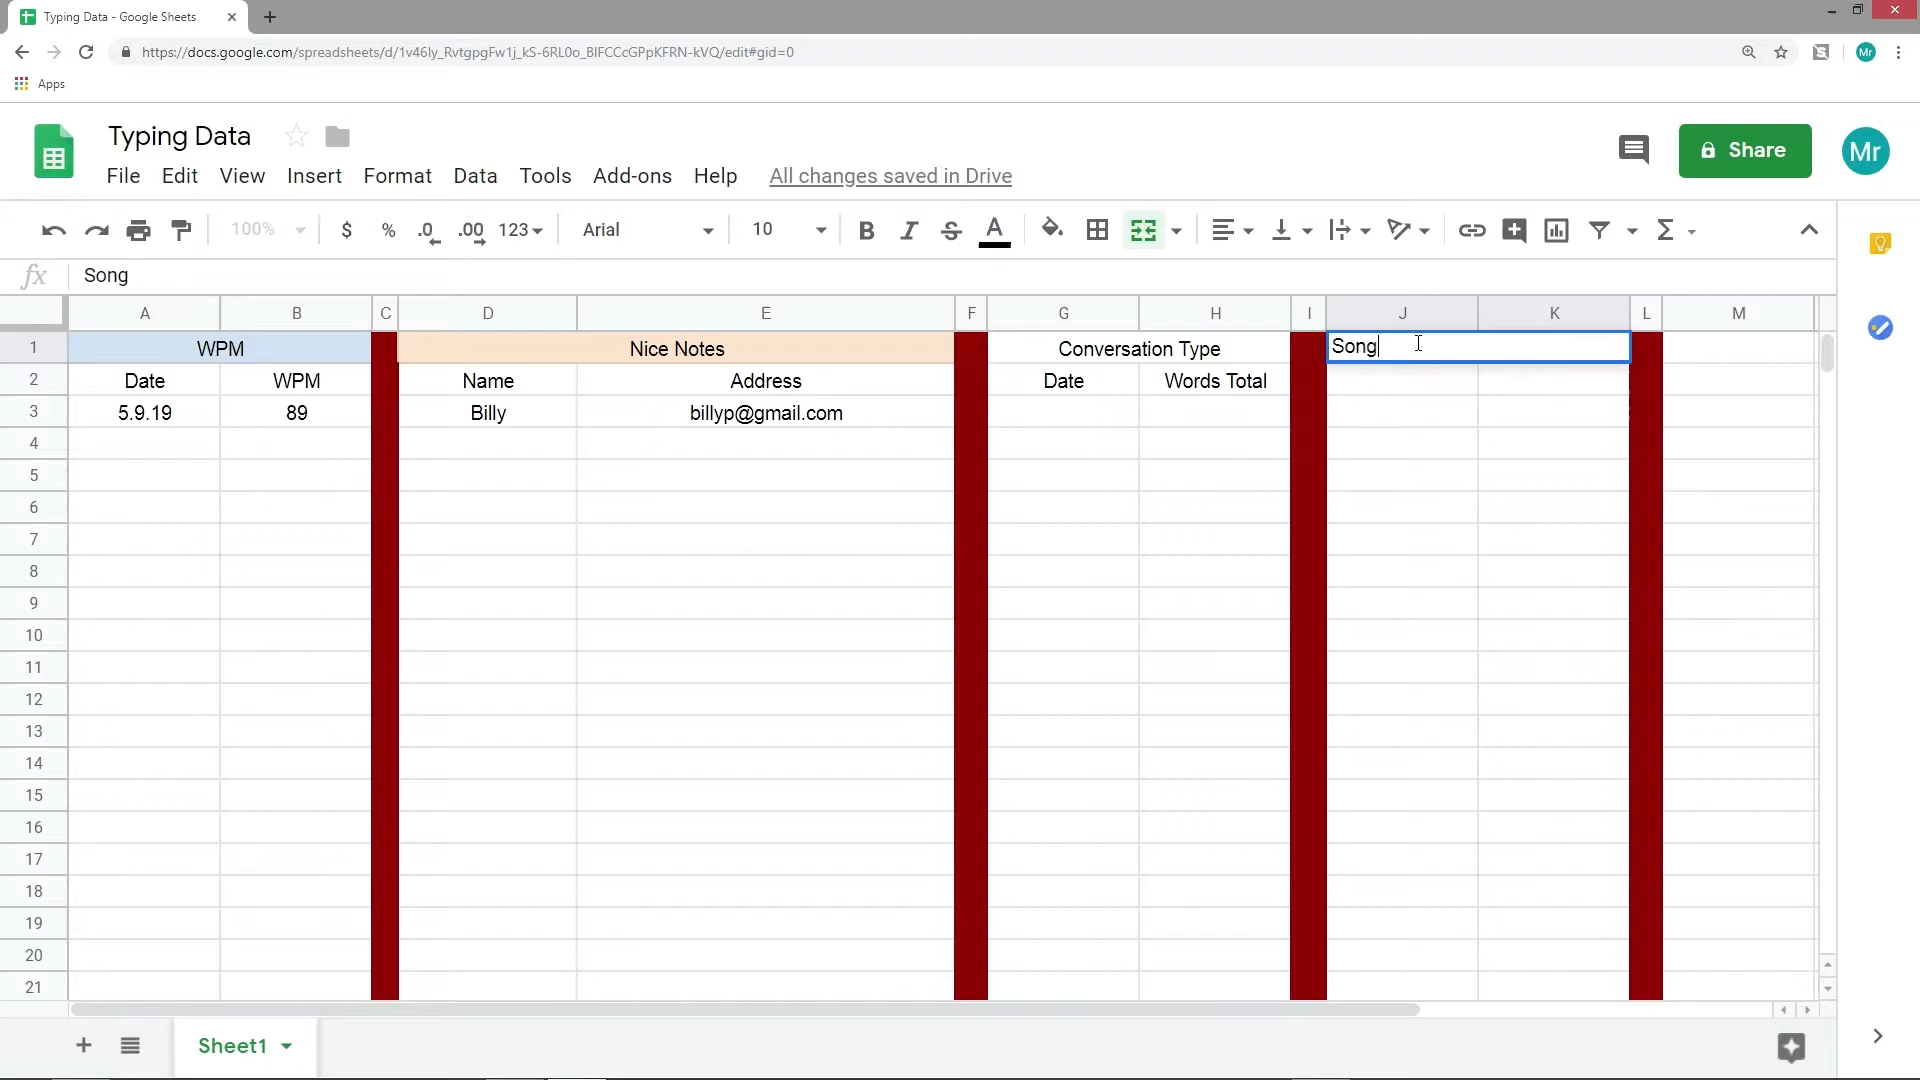 Typing Data - Google Sheets
https://docs.google.com/spreadsheets/d/1v46ly_RvtgpgFw1j_kS-6RL0o_BIFCCcGPpKFRN-kVQ/edit#gid=0
Mr
Apps
Typing Data
File Edit View Insert Format Data Tools Add-ons Help All changes saved in Drive
Share
Mr
100% $ % .0 .00 123 Arial 10 B I S A Σ
fx Song
A B C D E F G H I J K L M
1 WPM Nice Notes Conversation Type Song
2 Date WPM Name Address Date Words Total
3 5.9.19 89 Billy billyp@gmail.com
4
5
6
7
8
9
10
11
12
13
14
15
16
17
18
19
20
21
Sheet1